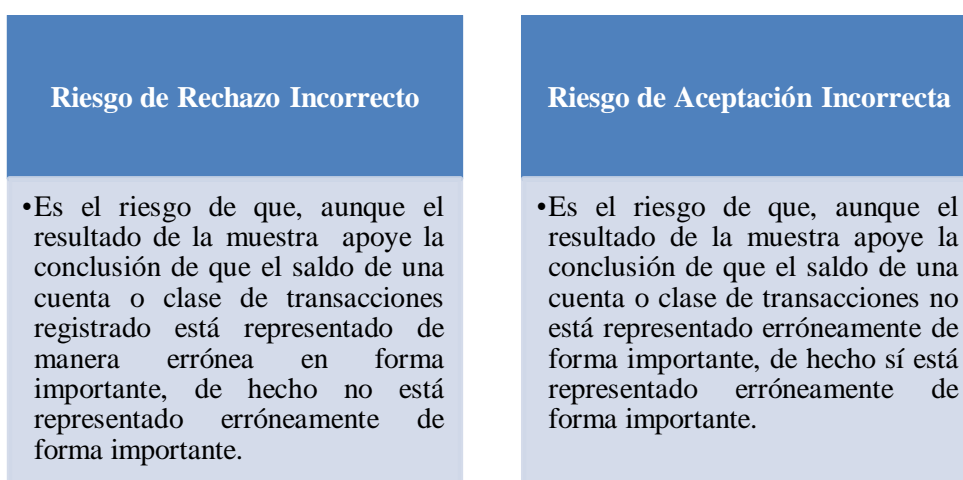 Riesgo de Rechazo Incorrecto
•Es el riesgo de que, aunque el
resultado de la muestra apoye la
conclusión de que el saldo de una
cuenta o clase de transacciones
registrado está representado de
manera errónea en forma
importante, de hecho no está
representado erróneamente de
forma importante.
Riesgo de Aceptación Incorrecta
•Es el riesgo de que, aunque el
resultado de la muestra apoye la
conclusión de que el saldo de una
cuenta o clase de transacciones no
está representado erróneamente de
forma importante, de hecho sí está
representado erróneamente de
forma importante.